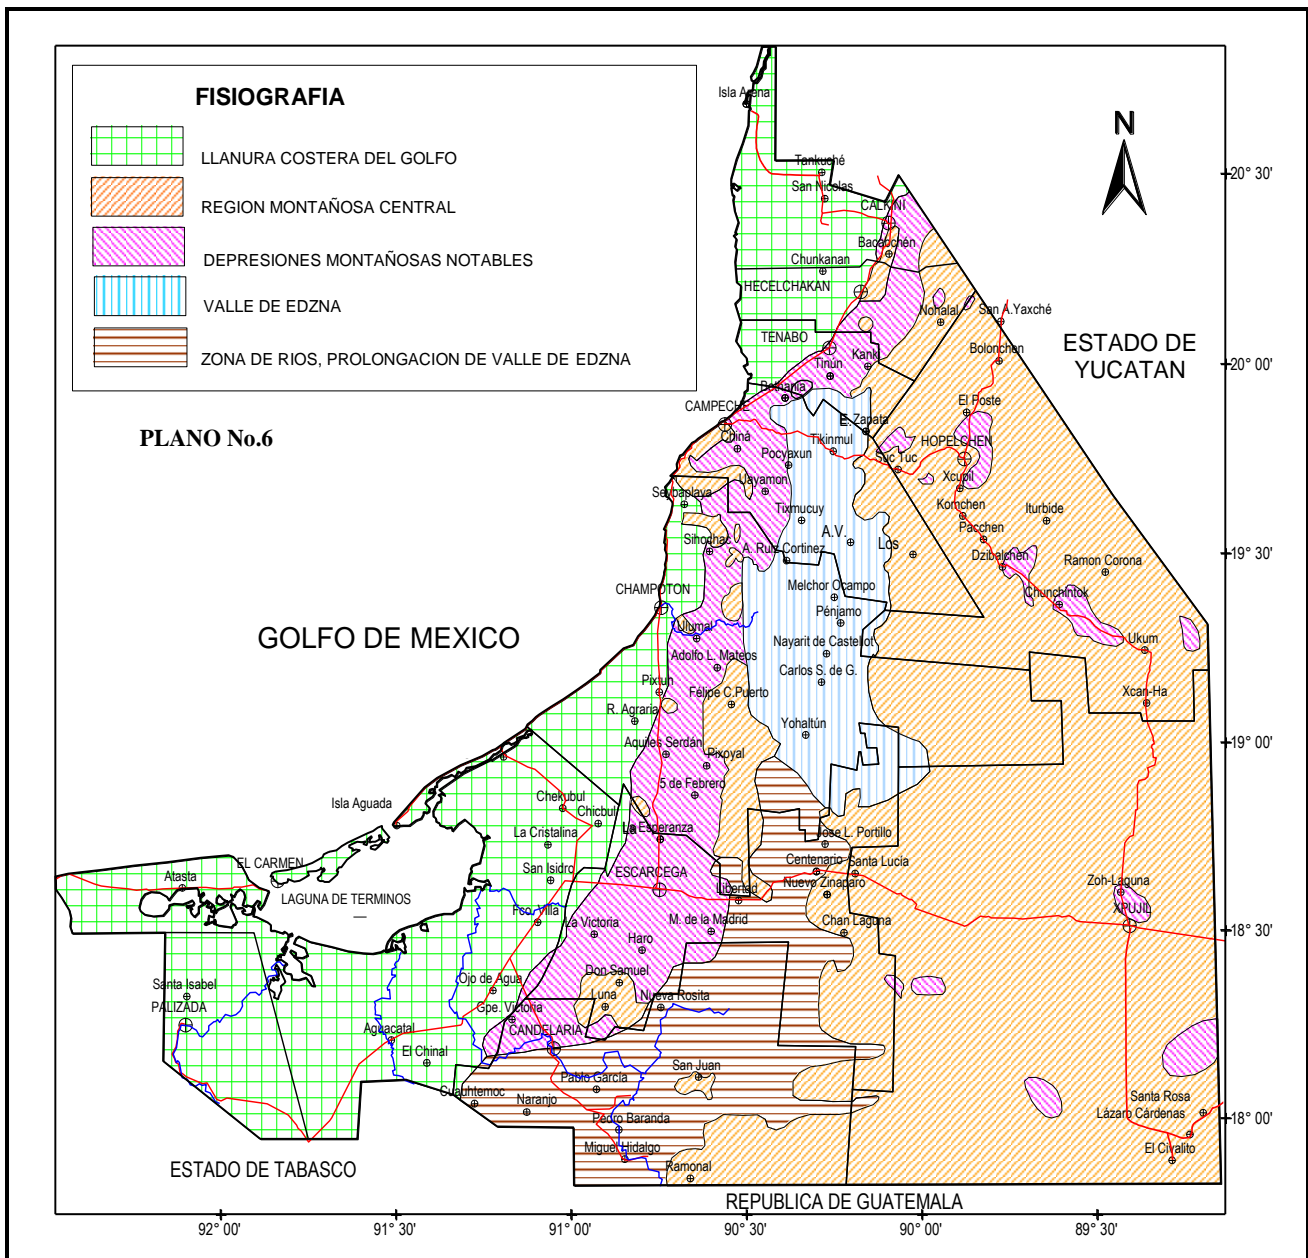 FISIOGRAFIA
LLANURA COSTERA DEL GOLFO
REGION MONTAÑOSA CENTRAL
DEPRESIONES MONTAÑOSAS NOTABLES
VALLE DE EDZNA
ZONA DE RIOS, PROLONGACION DE VALLE DE EDZNA
PLANO No.6
N
Isla Arena
Tankuché
San Nicolas
CALKINI
Bacabchén
Chunkanan
HECELCHAKAN
Nohalal
San A.Yaxché
TENABO
Kanki
Tinún
Bolonchen
ESTADO DE
YUCATAN
Bethania
CAMPECHE
E. Zapata
El Poste
Chiná
Tikinmul
HOPELCHEN
Pocyaxun
Suc Tuc
Uayamon
Xcupil
Seybaplaya
Tixmucuy
Komchen
Iturbide
Pacchen
Sihochac
A. Ruiz Cortinez
A.V.
Los
Dzibalchen
Ramon Corona
CHAMPOTON
Melchor Ocampo
Chunchintok
Pénjamo
Ulumal
GOLFO DE MEXICO
Nayarit de Castellot
Ukum
Adolfo L. Mateos
Carlos S. de G.
Pixtun
Félipe C.Puerto
Xcan-Ha
R. Agraria
Yohaltún
Aquiles Serdán
Pixoyal
5 de Febrero
Isla Aguada
Chekubul
Chicbul
La Cristalina
La Esperanza
Jose L. Portillo
EL CARMEN
San Isidro
ESCARCEGA
Centenario
Santa Lucía
Atasta
Libertad
Nuevo Zinaparo
Zoh-Laguna
LAGUNA DE TERMINOS
Fco. Villa
La Victoria
M. de la Madrid
Chan Laguna
XPUJIL
Haro
Santa Isabel
Ojo de Agua
Don Samuel
PALIZADA
Gpe. Victoria
Luna
Nueva Rosita
Aguacatal
CANDELARIA
El Chinal
San Juan
Cuauhtemoc
Pablo García
Naranjo
Santa Rosa
Lázaro Cárdenas
Pedro Baranda
Miguel Hidalgo
El Civalito
ESTADO DE TABASCO
Ramonal
REPUBLICA DE GUATEMALA
20° 30'
20° 00'
19° 30'
19° 00'
18° 30'
18° 00'
92° 00'
91° 30'
91° 00'
90° 30'
90° 00'
89° 30'